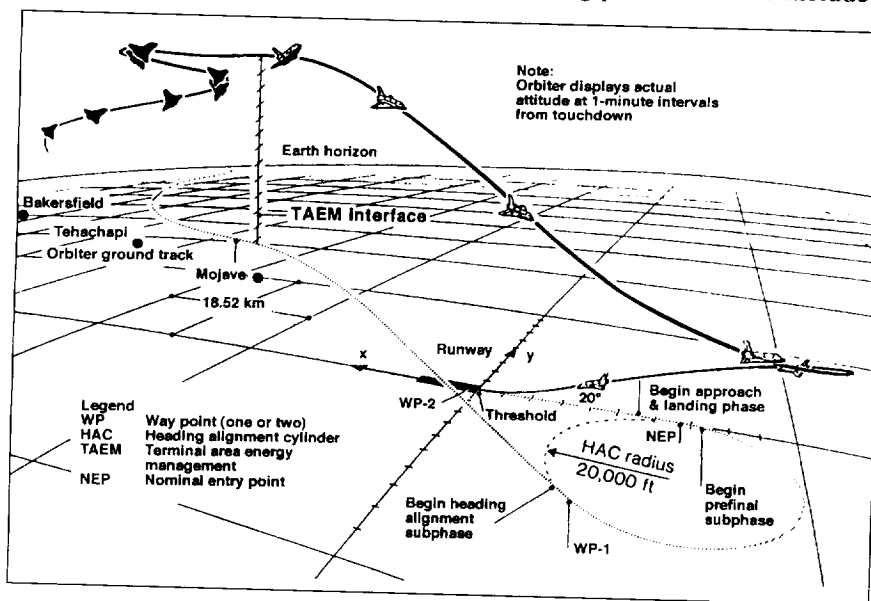 Note:
Orbiter displays actual
attitude at 1-minute intervals
from touchdown
Earth horizon
Bakersfield
TAEM Interface
Tehachapi
Orbiter ground track
Mojave
18.52 km
x
Runway
y
WP-2
Threshold
20°
Begin approach
& landing phase
NEP
HAC radius
20,000 ft
Begin
prefinal
subphase
Begin heading
alignment
subphase
WP-1
Legend
WP Way point (one or two)
HAC Heading alignment cylinder
TAEM Terminal area energy
management
NEP Nominal entry point